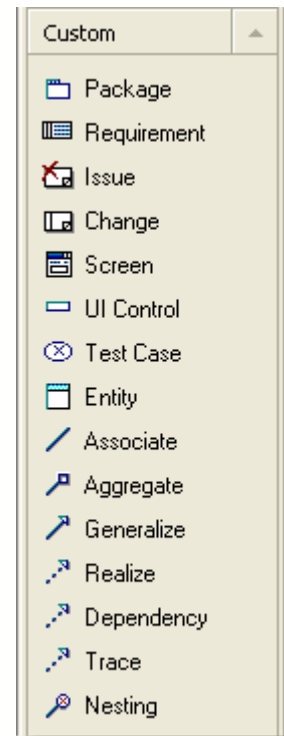 Custom
Package
Requirement
Issue
Change
Screen
UI Control
Test Case
Entity
Associate
Aggregate
Generalize
Realize
Dependency
Trace
Nesting